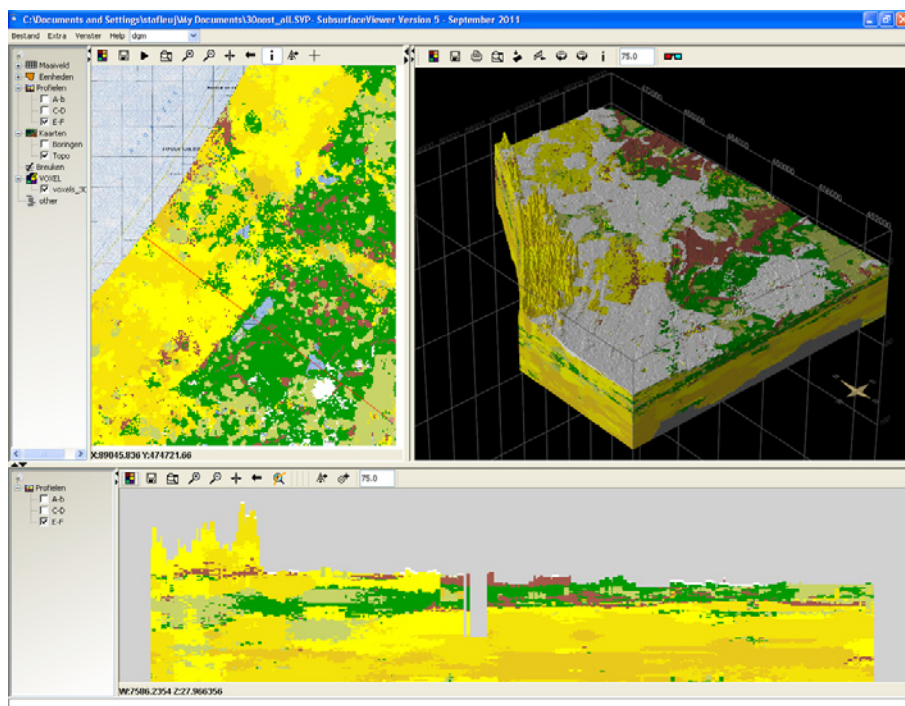 C:\Documents and Settings\stafleuj\My Documents\30oost_all.SVP- SubsurfaceViewer Version 5 - September 2011
Bestand Extra Venster Help dgm
Maaiveld
Eenheden
Profielen
A-b
C-D
E-F
Kaarten
Boringen
Topo
Breuken
VOXEL
voxels_30
other
75.0
X:89045.836 Y:474721.66
Profielen
A-b
C-D
E-F
75.0
W:7586.2354 Z:27.966356